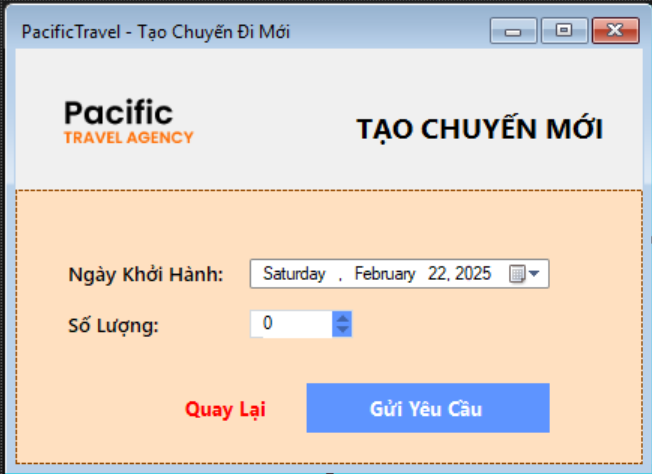 PacificTravel - Tạo Chuyến Đi Mới
Pacific
TRAVEL AGENCY
TẠO CHUYẾN MỚI
Ngày Khởi Hành: Saturday , February 22, 2025
Số Lượng: 0
Quay Lại Gửi Yêu Cầu